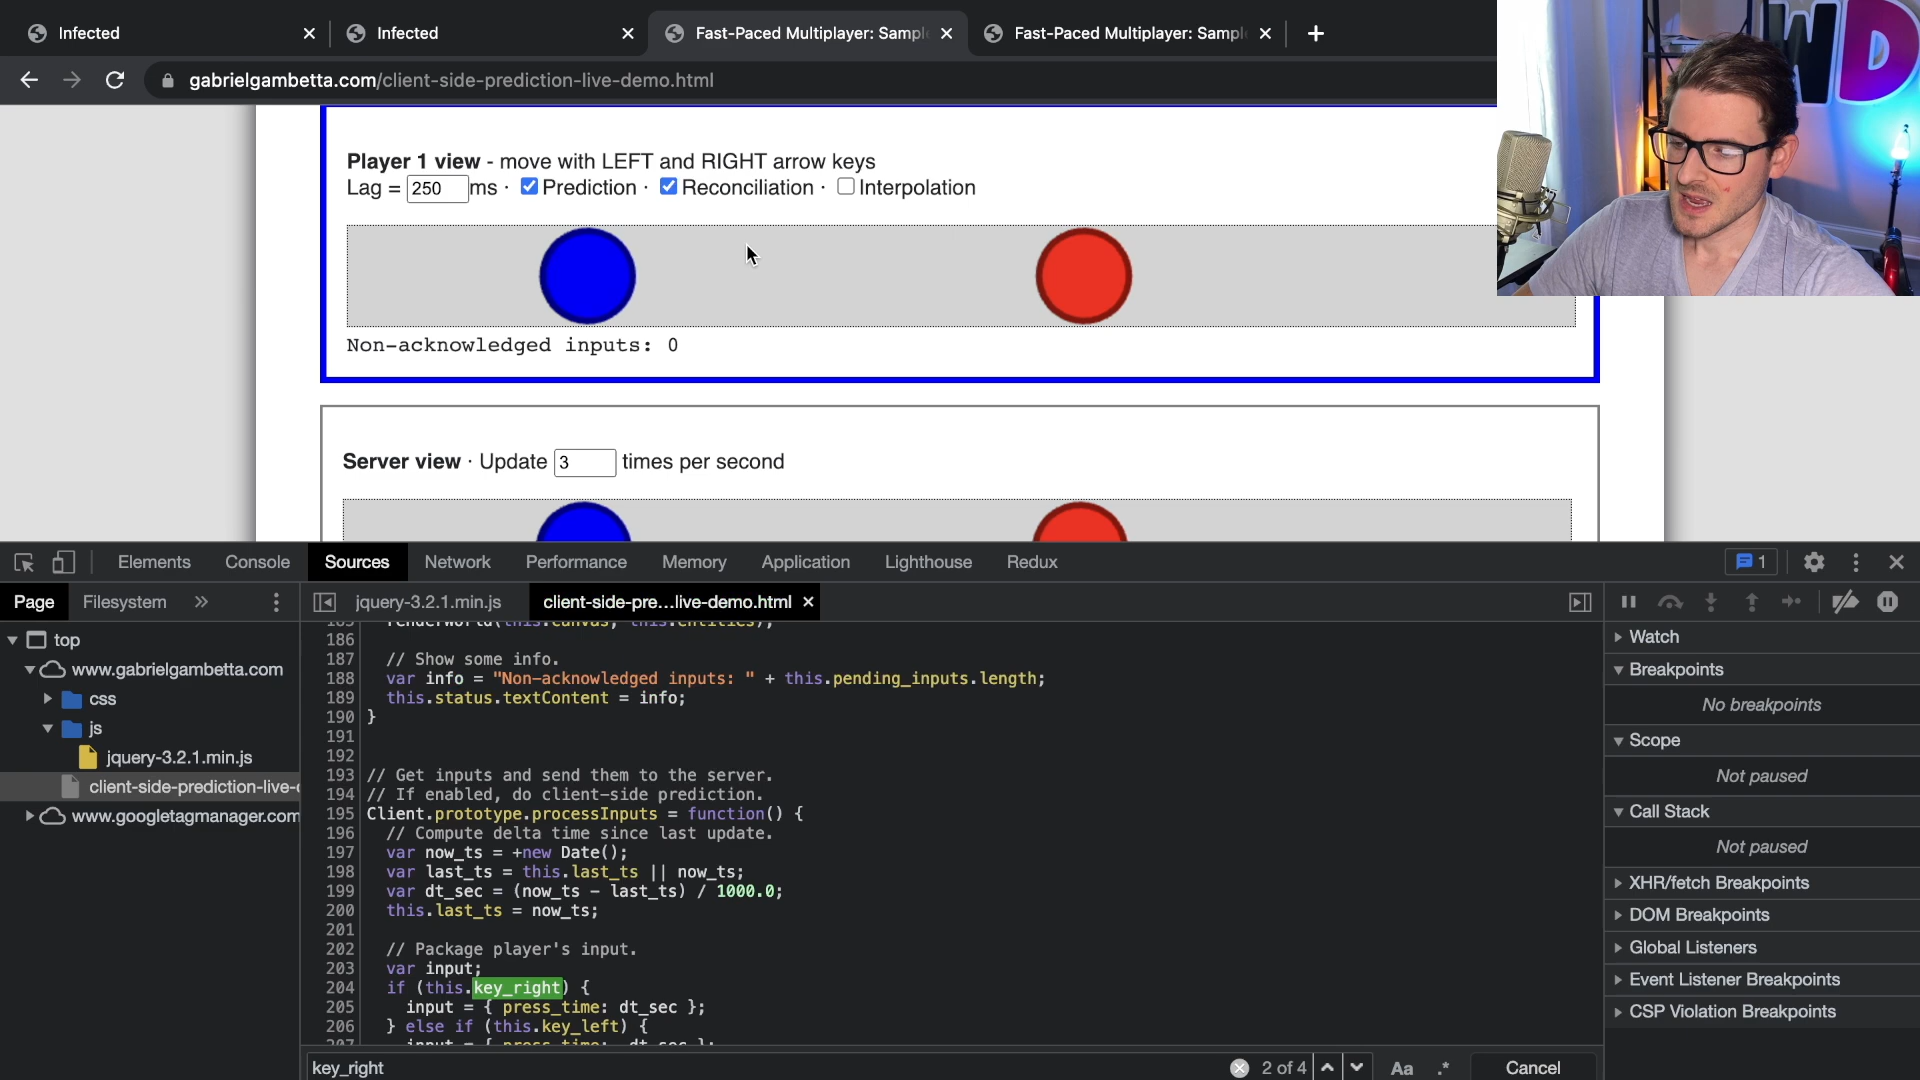 Infected
Infected
Fast-Paced Multiplayer: Sampl
Fast-Paced Multiplayer: Sampl
gabrielgambetta.com/client-side-prediction-live-demo.html
WD
Player 1 view - move with LEFT and RIGHT arrow keys
Lag = 250 ms · Prediction · Reconciliation · Interpolation
Non-acknowledged inputs: 0
Server view · Update 3 times per second
Elements Console Sources Network Performance Memory Application Lighthouse Redux 1
Page Filesystem »
jquery-3.2.1.min.js client-side-pre…live-demo.html
top
www.gabrielgambetta.com
css
js
jquery-3.2.1.min.js
client-side-prediction-live-
www.googletagmanager.com
185 renderWorld(this.canvas, this.entities);
186
187 // Show some info.
188 var info = "Non-acknowledged inputs: " + this.pending_inputs.length;
189 this.status.textContent = info;
190 }
191
192
193 // Get inputs and send them to the server.
194 // If enabled, do client-side prediction.
195 Client.prototype.processInputs = function() {
196 // Compute delta time since last update.
197 var now_ts = +new Date();
198 var last_ts = this.last_ts || now_ts;
199 var dt_sec = (now_ts - last_ts) / 1000.0;
200 this.last_ts = now_ts;
201
202 // Package player's input.
203 var input;
204 if (this.key_right) {
205 input = { press_time: dt_sec };
206 } else if (this.key_left) {
207 input = { press_time: -dt_sec };
key_right
2 of 4 Aa .* Cancel
Watch
Breakpoints
No breakpoints
Scope
Not paused
Call Stack
Not paused
XHR/fetch Breakpoints
DOM Breakpoints
Global Listeners
Event Listener Breakpoints
CSP Violation Breakpoints